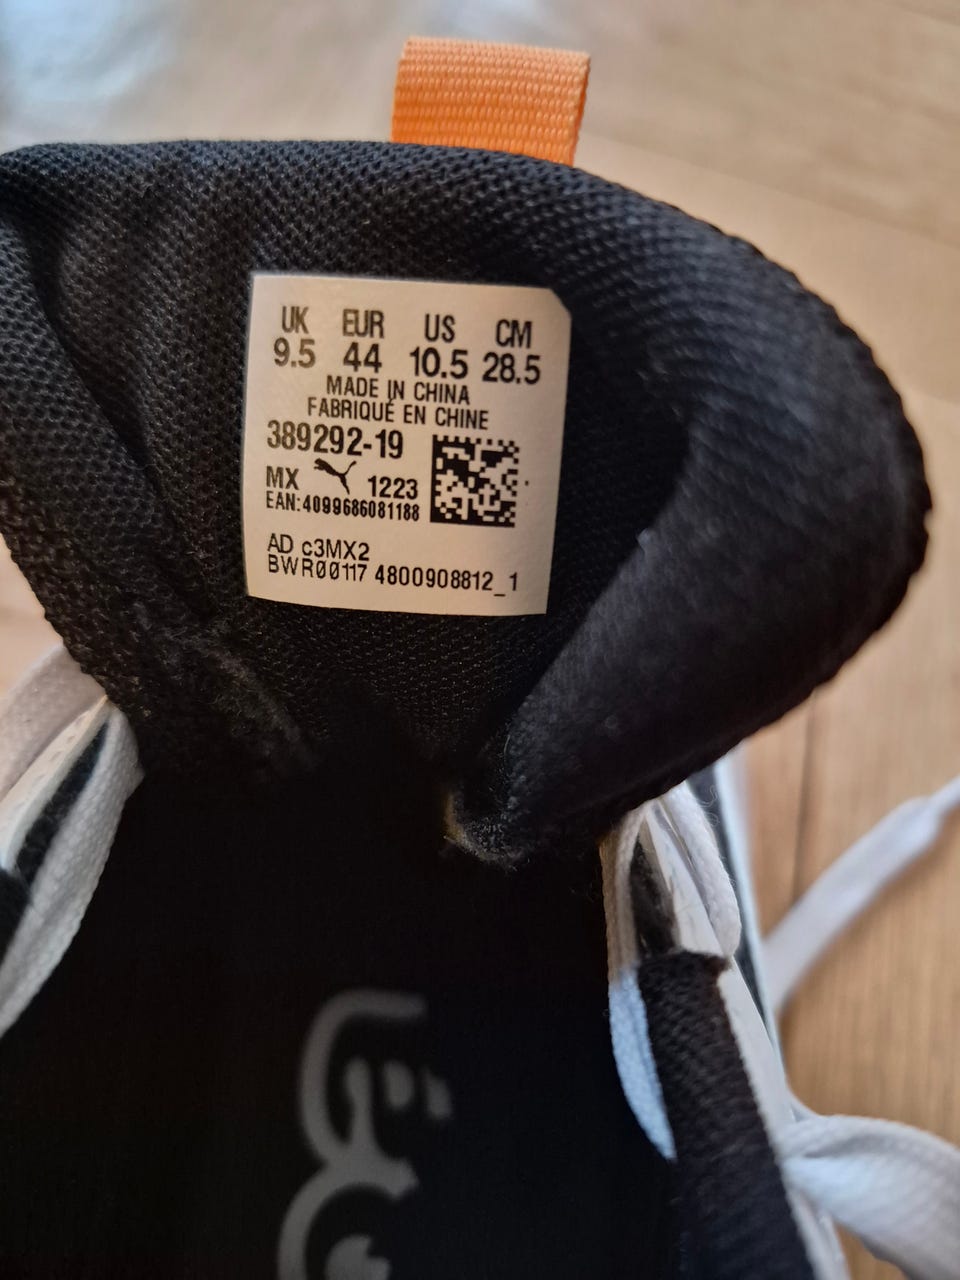 UK EUR US CM
9.5 44 10.5 28.5
MADE IN CHINA
FABRIQUÉ EN CHINE
389292-19
MX 1223
EAN:4099686081188
AD c3MX2
BWR00117 4800908812_1